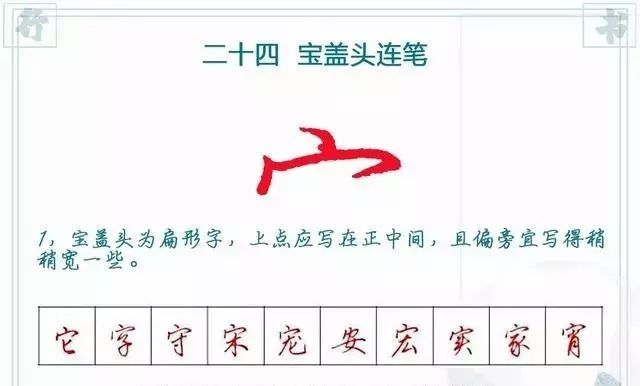 行 书
二十四 宝盖头连笔
宀
1，宝盖头为扁形字，上点应写在正中间，且偏旁宜写得稍
稍宽一些。
它 字 守 宋 宠 安 宏 实 家 宵